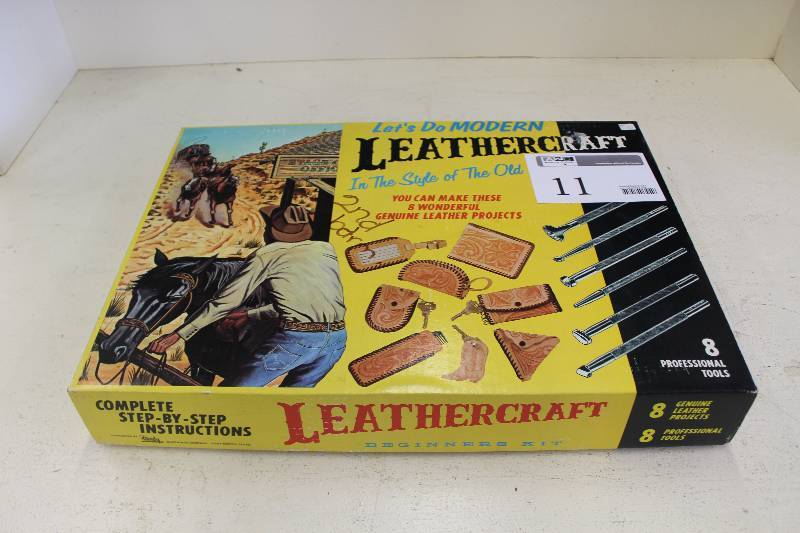 Let's Do MODERN
LEATHERCRAFT
In The Style of The Old
11
YOU CAN MAKE THESE
8 WONDERFUL
GENUINE LEATHER PROJECTS
OFFICE
8
PROFESSIONAL
TOOLS
COMPLETE
STEP-BY-STEP
INSTRUCTIONS
LEATHERCRAFT
BEGINNERS KIT
8 GENUINE
LEATHER
PROJECTS
8 PROFESSIONAL
TOOLS